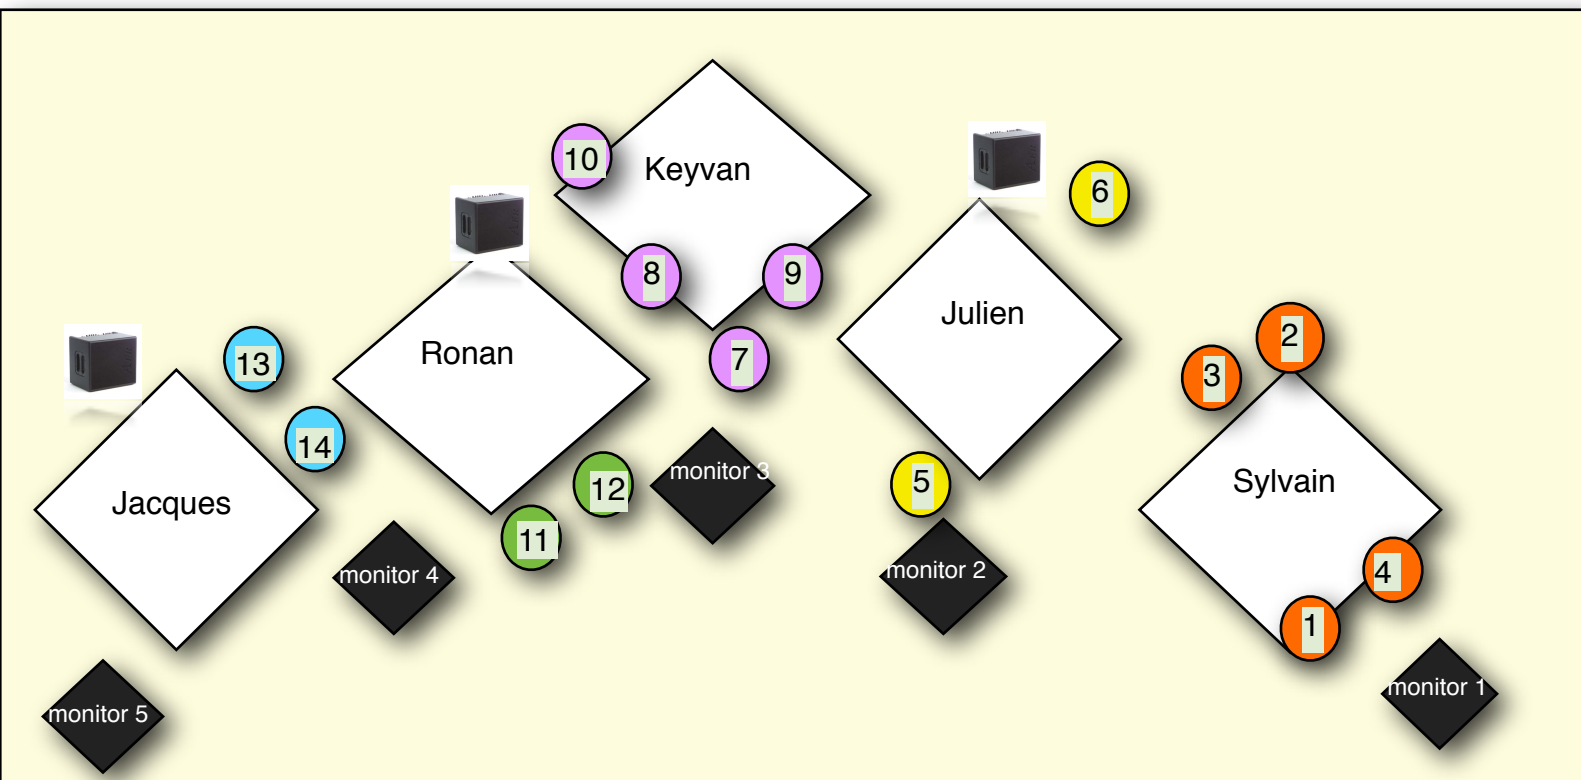 10
Keyvan
6
8
9
Julien
2
13
Ronan
7
3
14
monitor 3
Jacques
12
5
Sylvain
11
monitor 4
monitor 2
4
1
monitor 5
monitor 1